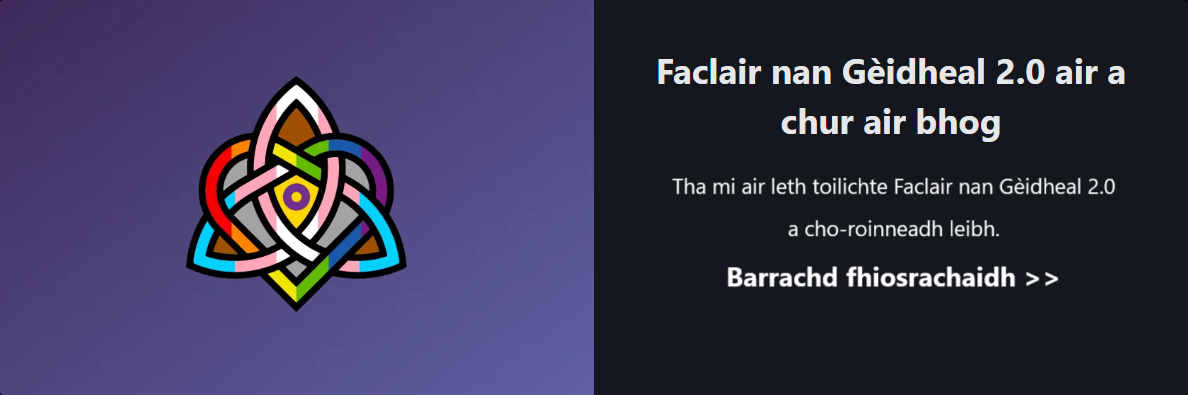 Faclair nan Gèidheal 2.0 air a
chur air bhog
Tha mi air leth toilichte Faclair nan Gèidheal 2.0
a cho-roinneadh leibh.
Barrachd fhiosrachaidh >>